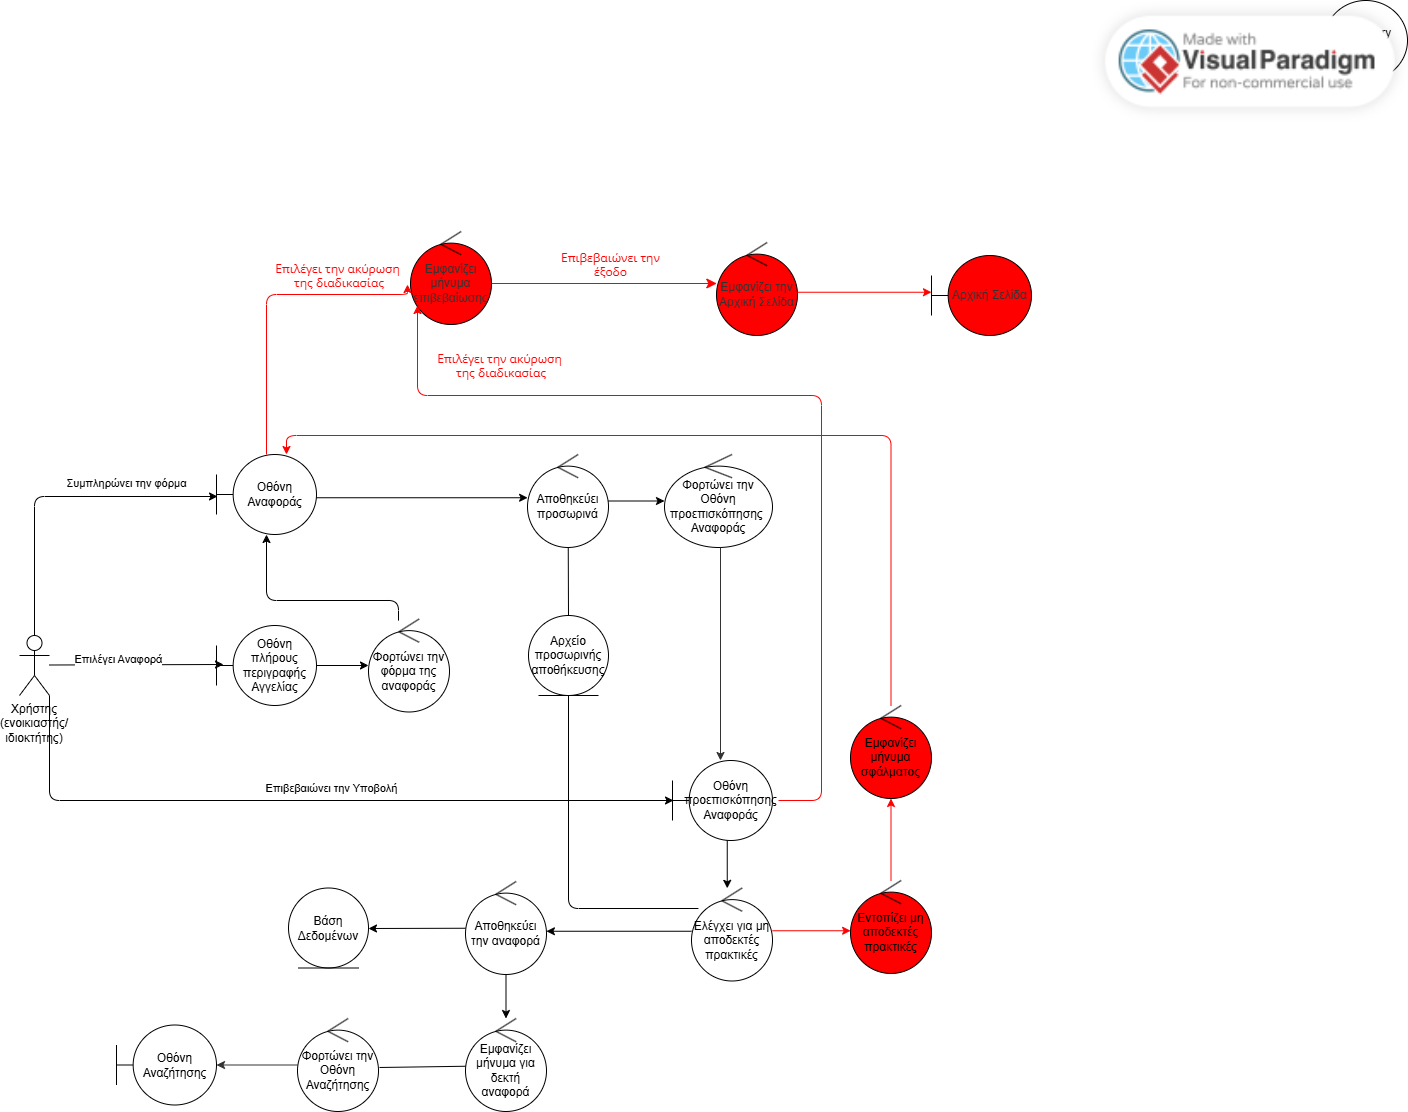 Made with
Visual Paradigm
For non-commercial use
Επιλέγει την ακύρωση
της διαδικασίας
Εμφανίζει
μήνυμα
επιβεβαίωσης
Επιβεβαιώνει την
έξοδο
Εμφανίζει την
Αρχική Σελίδα
Αρχική Σελίδα
Επιλέγει την ακύρωση
της διαδικασίας
Συμπληρώνει την φόρμα
Οθόνη
Αναφοράς
Αποθηκεύει
προσωρινά
Φορτώνει την
Οθόνη
προεπισκόπησης
Αναφοράς
Επιλέγει Αναφορά
Οθόνη
πλήρους
περιγραφής
Αγγελίας
Φορτώνει την
φόρμα της
αναφοράς
Αρχείο
προσωρινής
αποθήκευσης
Χρήστης
(ενοικιαστής/
ιδιοκτήτης)
Εμφανίζει
μήνυμα
σφάλματος
Επιβεβαιώνει την Υποβολή
Οθόνη
προεπισκόπησης
Αναφοράς
Βάση
Δεδομένων
Αποθηκεύει
την αναφορά
Ελέγχει για μη
αποδεκτές
πρακτικές
Εντοπίζει μη
αποδεκτές
πρακτικές
Οθόνη
Αναζήτησης
Φορτώνει την
Οθόνη
Αναζήτησης
Εμφανίζει
μήνυμα για
δεκτή
αναφορά